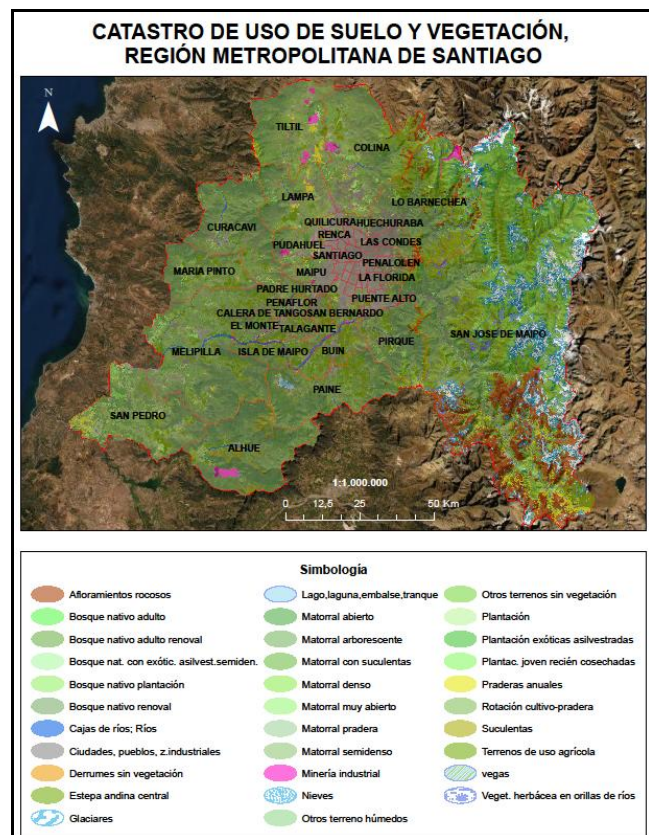 CATASTRO DE USO DE SUELO Y VEGETACIÓN,
REGIÓN METROPOLITANA DE SANTIAGO
N
TILTIL
COLINA
LAMPA
LO BARNECHEA
CURACAVI
QUILICURA HUECHURABA
RENCA
PUDAHUEL
LAS CONDES
SANTIAGO
MARIA PINTO
PENALOLEN
MAIPU
LA FLORIDA
PADRE HURTADO
PENAFLOR
PUENTE ALTO
CALERA DE TANGO SAN BERNARDO
EL MONTE
TALAGANTE
SAN JOSE DE MAIPO
PIRQUE
MELIPILLA
ISLA DE MAIPO
BUIN
PAINE
SAN PEDRO
ALHUE
1:1.000.000
0 12,5 25 50 Km
Simbología
Afloramientos rocosos
Bosque nativo adulto
Bosque nativo adulto renoval
Bosque nat. con exótic. asilvest.semiden.
Bosque nativo plantación
Bosque nativo renoval
Cajas de ríos; Ríos
Ciudades, pueblos, z.industriales
Derrumes sin vegetación
Estepa andina central
Glaciares
Lago,laguna,embalse,tranque
Matorral abierto
Matorral arborescente
Matorral con suculentas
Matorral denso
Matorral muy abierto
Matorral pradera
Matorral semidenso
Minería industrial
Nieves
Otros terreno húmedos
Otros terrenos sin vegetación
Plantación
Plantación exóticas asilvestradas
Plantac. joven recién cosechadas
Praderas anuales
Rotación cultivo-pradera
Suculentas
Terrenos de uso agrícola
vegas
Veget. herbácea en orillas de ríos